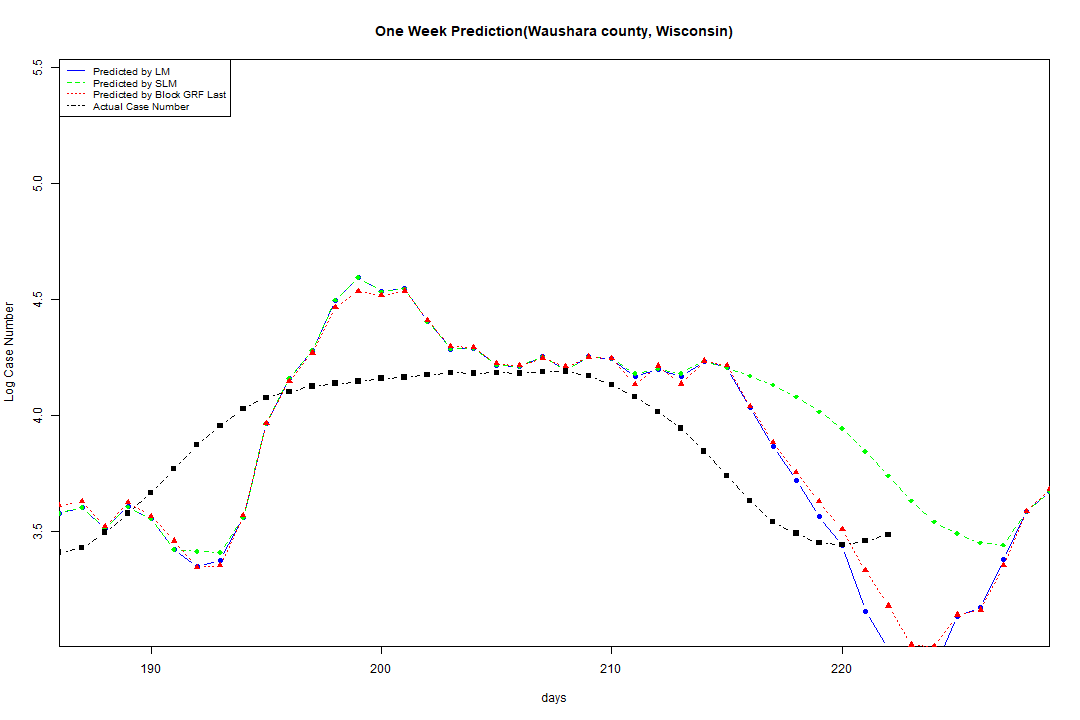 One Week Prediction(Waushara county, Wisconsin)
Predicted by LM
Predicted by SLM
Predicted by Block GRF Last
Actual Case Number
5.5
5.0
4.5
4.0
3.5
Log Case Number
190
200
210
220
days